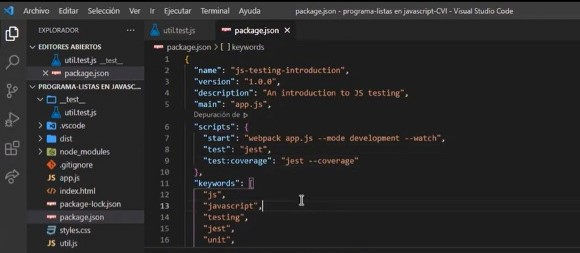 Archivo Editar Selección Ver Ir Ejecutar Terminal Ayuda package.json - programa-listas en javascript-CVI - Visual Studio Code
EXPLORADOR ...
util.test.js
package.json ×
EDITORES ABIERTOS
util.test.js __test__
× package.json
PROGRAMA-LISTAS EN JAVASC...
__test__
util.test.js
.vscode
dist
node_modules
.gitignore
app.js
index.html
package-lock.json
package.json
styles.css
util.js
package.json > [ ] keywords
1 {
2 "name": "js-testing-introduction",
3 "version": "1.0.0",
4 "description": "An introduction to JS testing",
5 "main": "app.js",
Depuración de
6 "scripts": {
7 "start": "webpack app.js --mode development --watch",
8 "test": "jest",
9 "test:coverage": "jest --coverage"
10 },
11 "keywords": [
12 "js",
13 "javascript",
14 "testing",
15 "jest",
16 "unit",